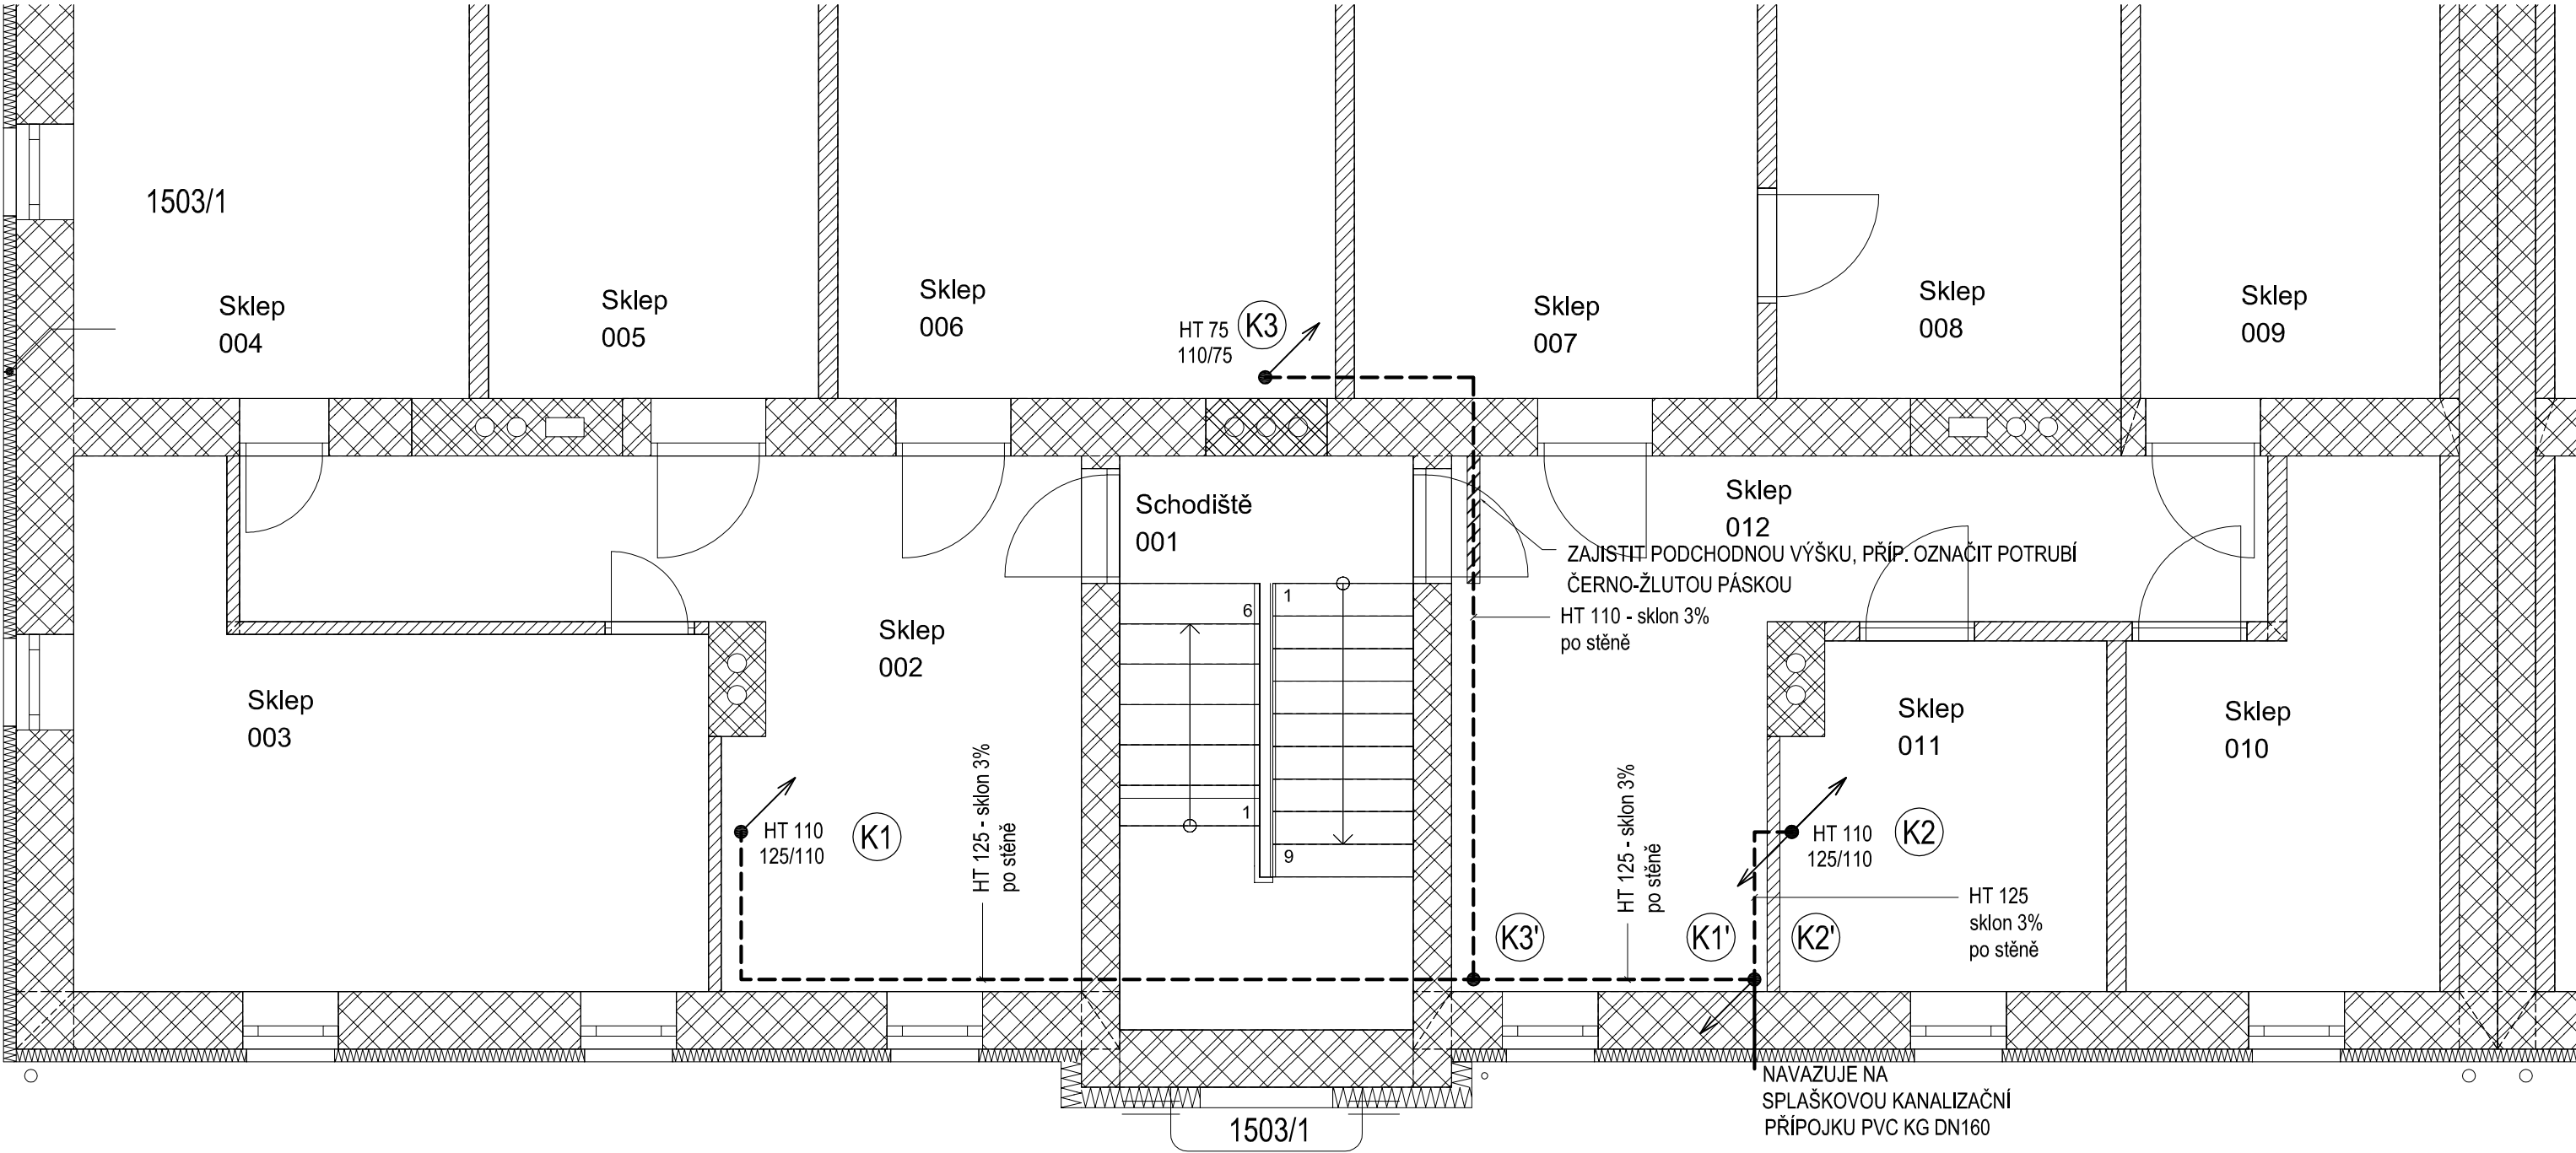 1503/1
Sklep
004
Sklep
005
Sklep
006
HT 75
110/75
K3
Sklep
007
Sklep
008
Sklep
009
Schodiště
001
Sklep
012
ZAJISTIT PODCHODNOU VÝŠKU, PŘÍP. OZNAČIT POTRUBÍ
ČERNO-ŽLUTOU PÁSKOU
HT 110 - sklon 3%
po stěně
6
1
1
9
Sklep
002
Sklep
003
Sklep
011
Sklep
010
HT 110
125/110
K1
HT 125 - sklon 3%
po stěně
HT 125 - sklon 3%
po stěně
HT 110
125/110
K2
HT 125
sklon 3%
po stěně
K3'
K1'
K2'
NAVAZUJE NA
SPLAŠKOVOU KANALIZAČNÍ
PŘÍPOJKU PVC KG DN160
1503/1